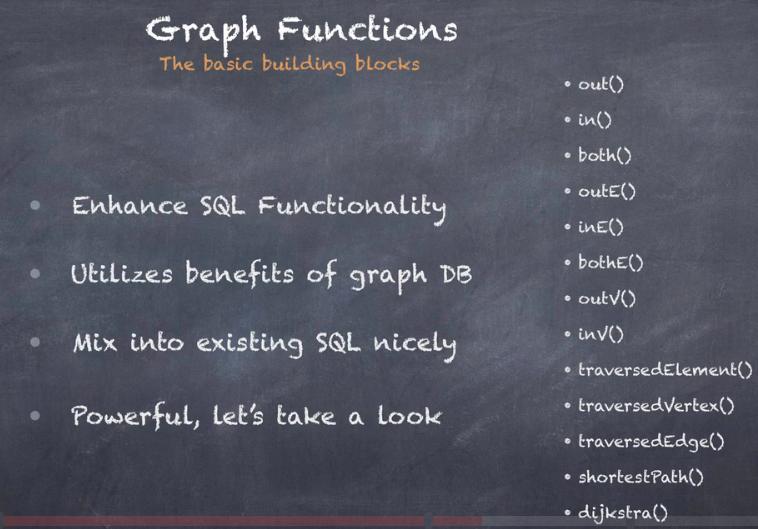 Graph Functions
The basic building blocks
Enhance SQL Functionality
Utilizes benefits of graph DB
Mix into existing SQL nicely
Powerful, let's take a look
out()
in()
both()
outE()
inE()
bothE()
outV()
inV()
traversedElement()
traversedVertex()
traversedEdge()
shortestPath()
dijkstra()